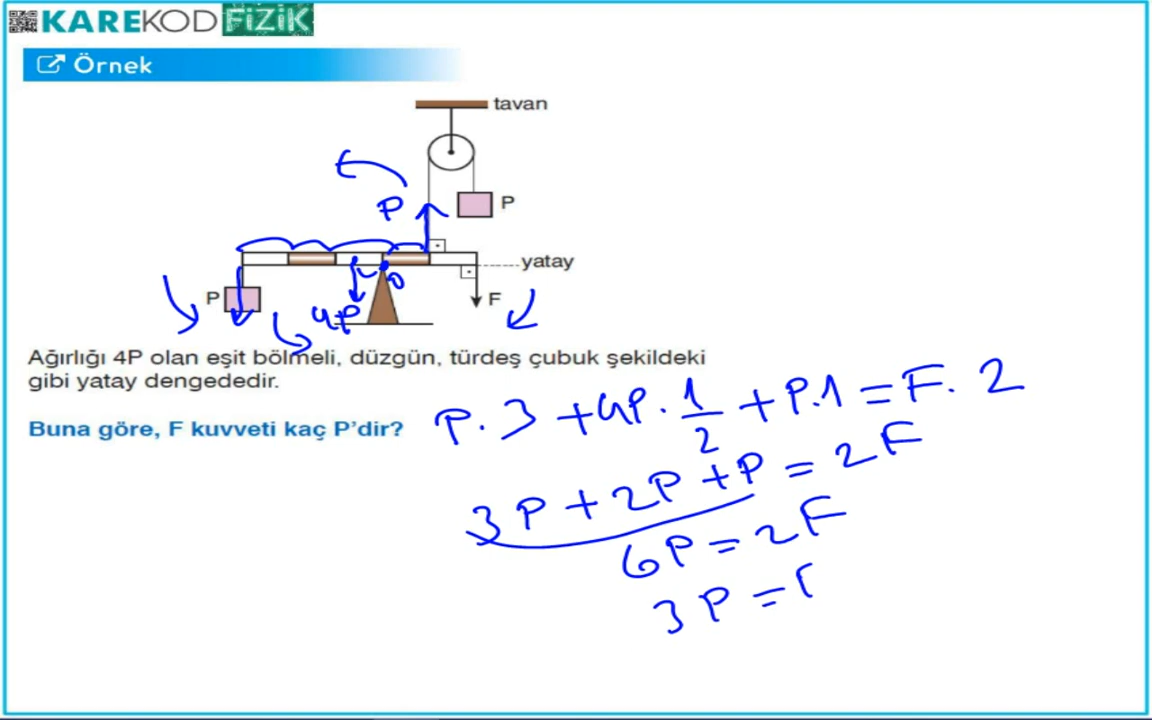 KAREKOD FİZİK
Örnek
tavan
P
P
yatay
P
O
4P
F
Ağırlığı 4P olan eşit bölmeli, düzgün, türdeş çubuk şekildeki
gibi yatay dengededir.
Buna göre, F kuvveti kaç P'dir?
P. 3 + 4P. 1/2 + P.1 = F. 2
3P + 2P + P = 2F
6P = 2F
3P =